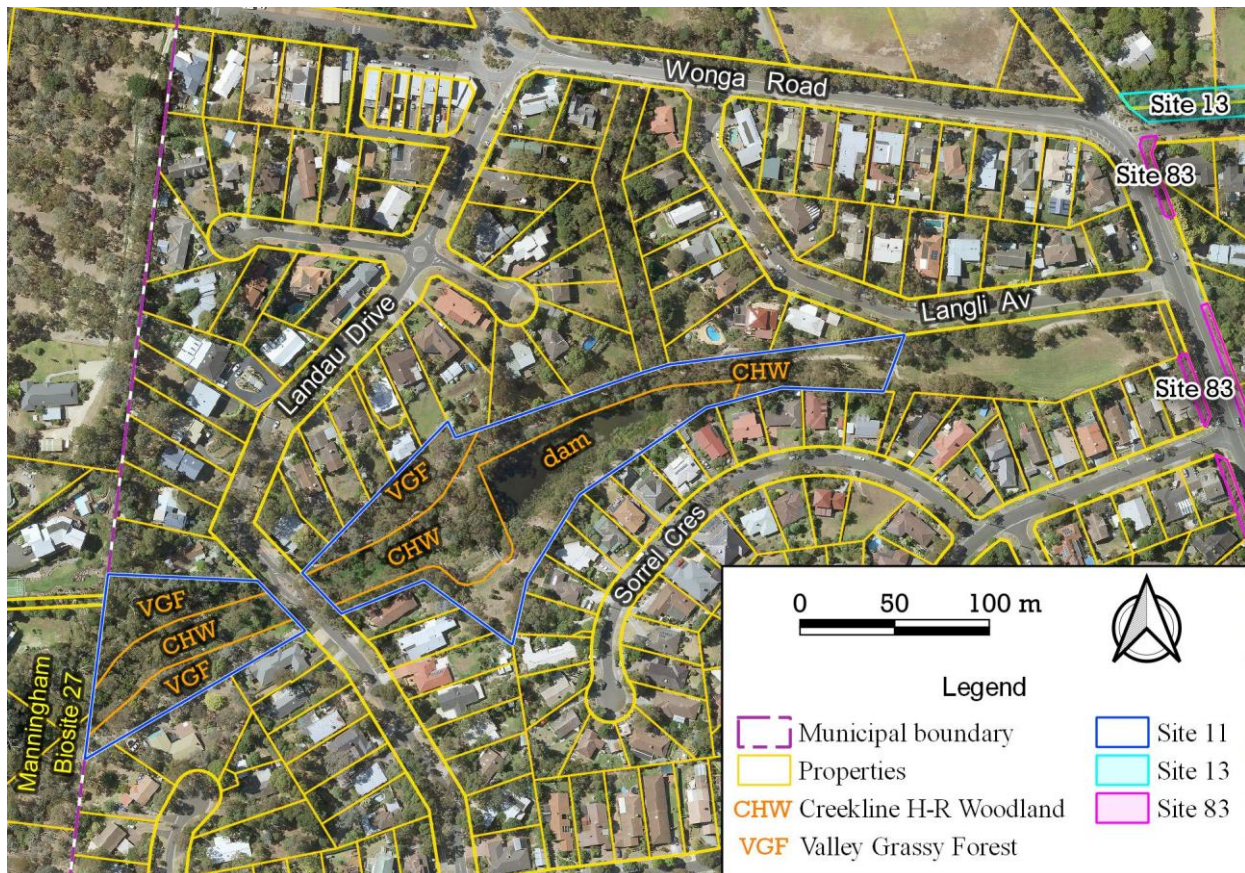 Wonga Road
Site 13
Site 83
Langli Av
Landau Drive
CHW
Site 83
dam
VGF
CHW
Sorrel Cres
VGF
CHW
VGF
Manningham
Biosite 27
0 50 100 m
Legend
Municipal boundary
Properties
CHW Creekline H-R Woodland
VGF Valley Grassy Forest
Site 11
Site 13
Site 83